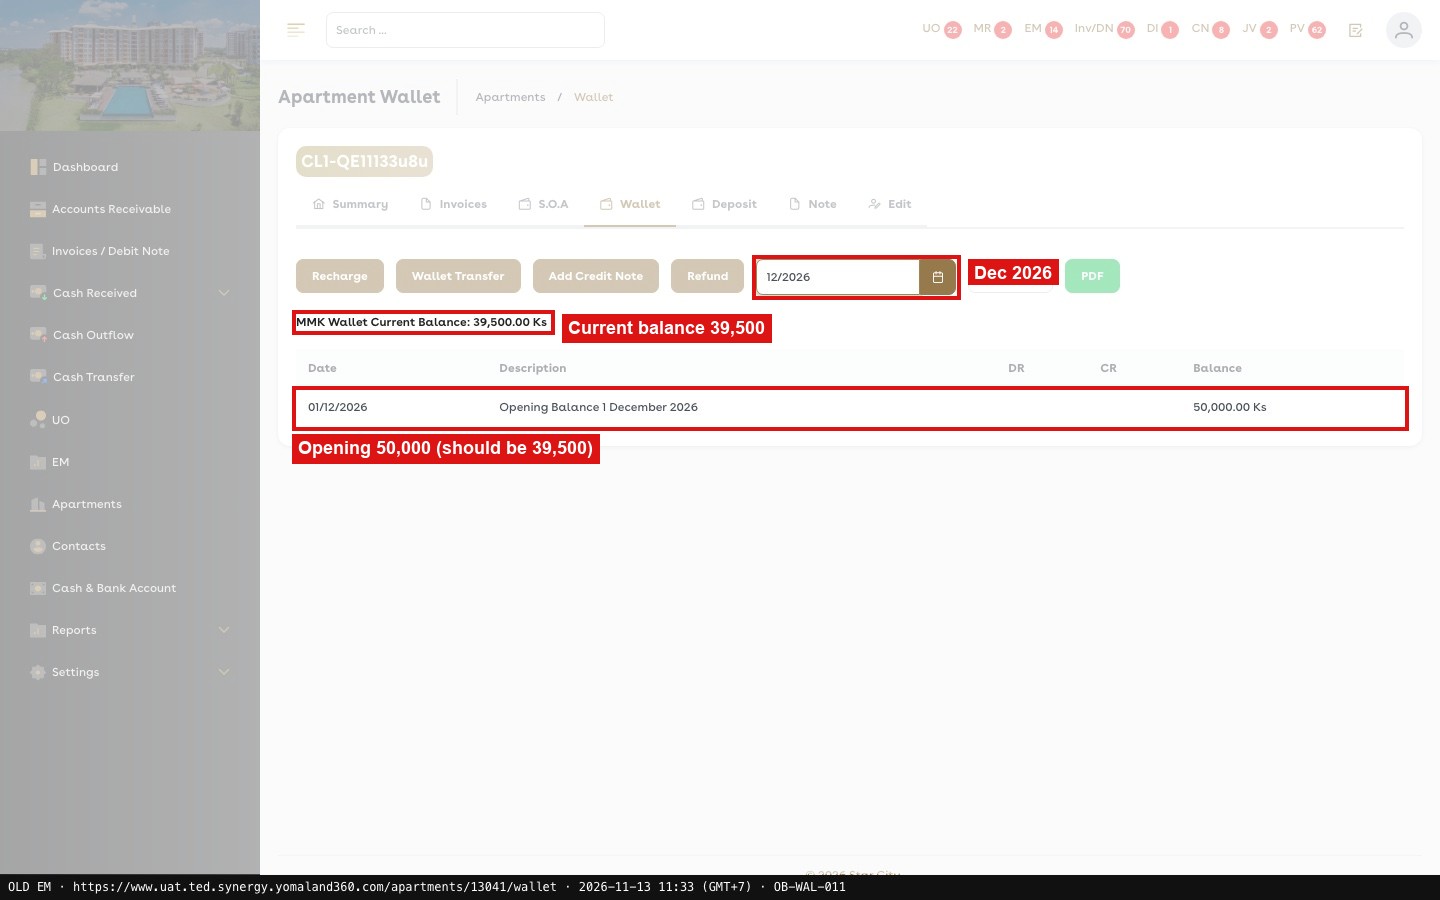 Search ...
UO 22 MR 2 EM 14 Inv/DN 70 DI 1 CN 8 JV 2 PV 62
Apartment Wallet
Apartments / Wallet
CL1-QE11133u8u
Summary Invoices S.O.A Wallet Deposit Note Edit
Recharge Wallet Transfer Add Credit Note Refund 12/2026 Dec 2026 PDF
MMK Wallet Current Balance: 39,500.00 Ks Current balance 39,500
Date Description DR CR Balance
01/12/2026 Opening Balance 1 December 2026 50,000.00 Ks
Opening 50,000 (should be 39,500)
Dashboard
Accounts Receivable
Invoices / Debit Note
Cash Received
Cash Outflow
Cash Transfer
UO
EM
Apartments
Contacts
Cash & Bank Account
Reports
Settings
© 2026 Star City
OLD EM · https://www.uat.ted.synergy.yomaland360.com/apartments/13041/wallet · 2026-11-13 11:33 (GMT+7) · OB-WAL-011